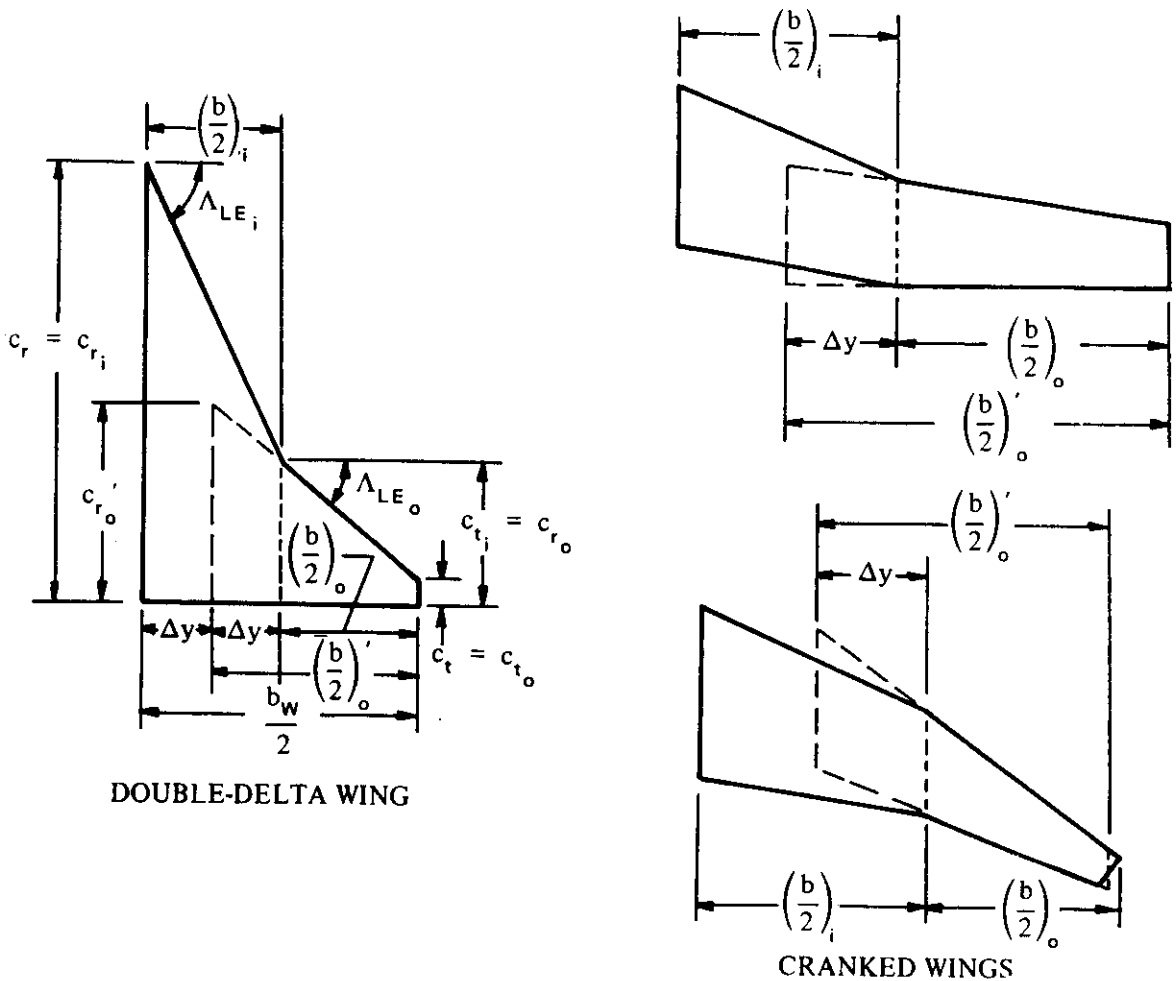 (b/2)i
ΛLEi
cr = cri
cro'
ΛLEo
cti = cro
(b/2)o
Δy
Δy
(b/2)o'
ct = cto
bW/2
DOUBLE-DELTA WING
(b/2)i
Δy
(b/2)o
(b/2)o'
(b/2)o'
Δy
(b/2)i
(b/2)o
CRANKED WINGS